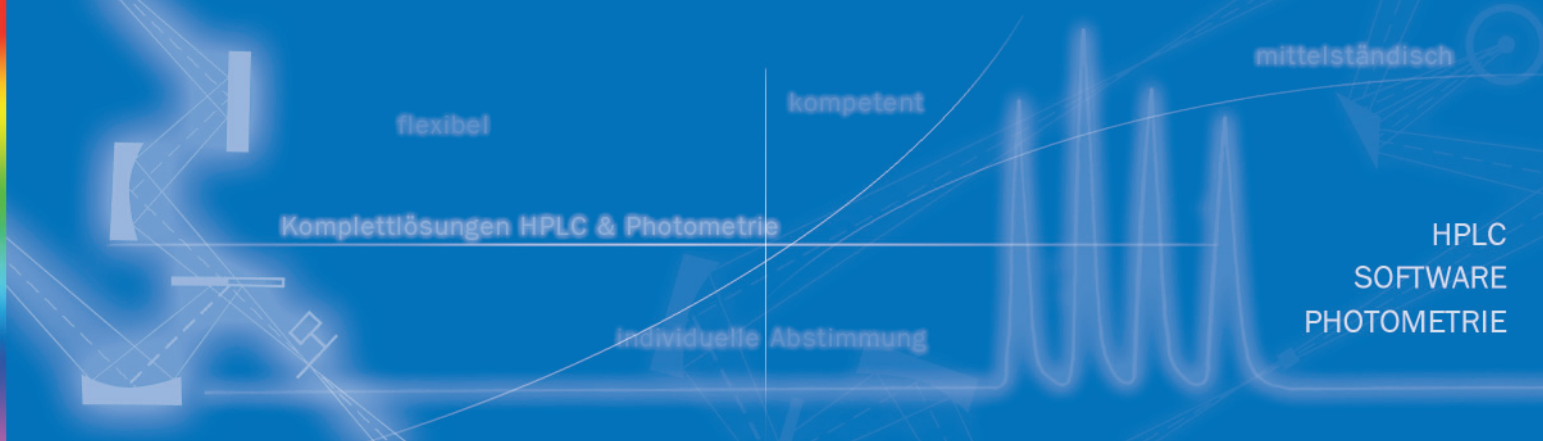 mittelständisch
kompetent
flexibel
Komplettlösungen HPLC & Photometrie
HPLC
SOFTWARE
PHOTOMETRIE
individuelle Abstimmung